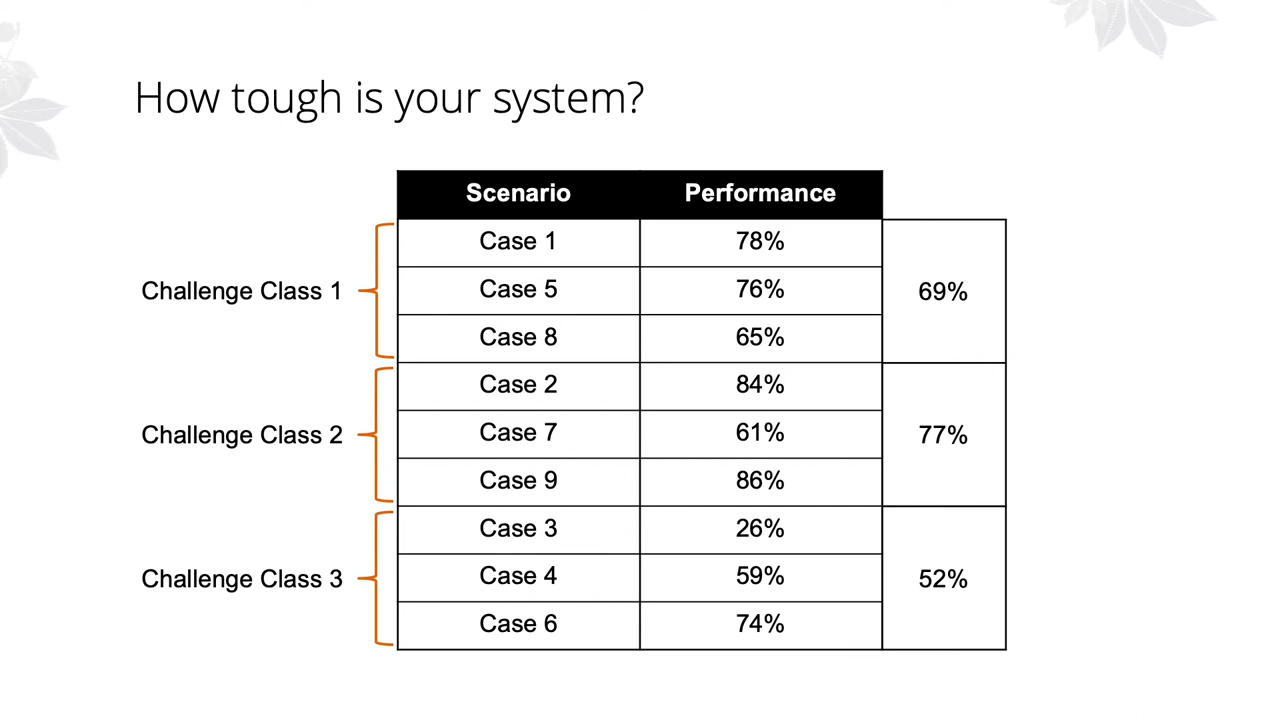 How tough is your system?
Scenario Performance
Case 1 78%
Challenge Class 1 Case 5 76% 69%
Case 8 65%
Case 2 84%
Challenge Class 2 Case 7 61% 77%
Case 9 86%
Case 3 26%
Challenge Class 3 Case 4 59% 52%
Case 6 74%